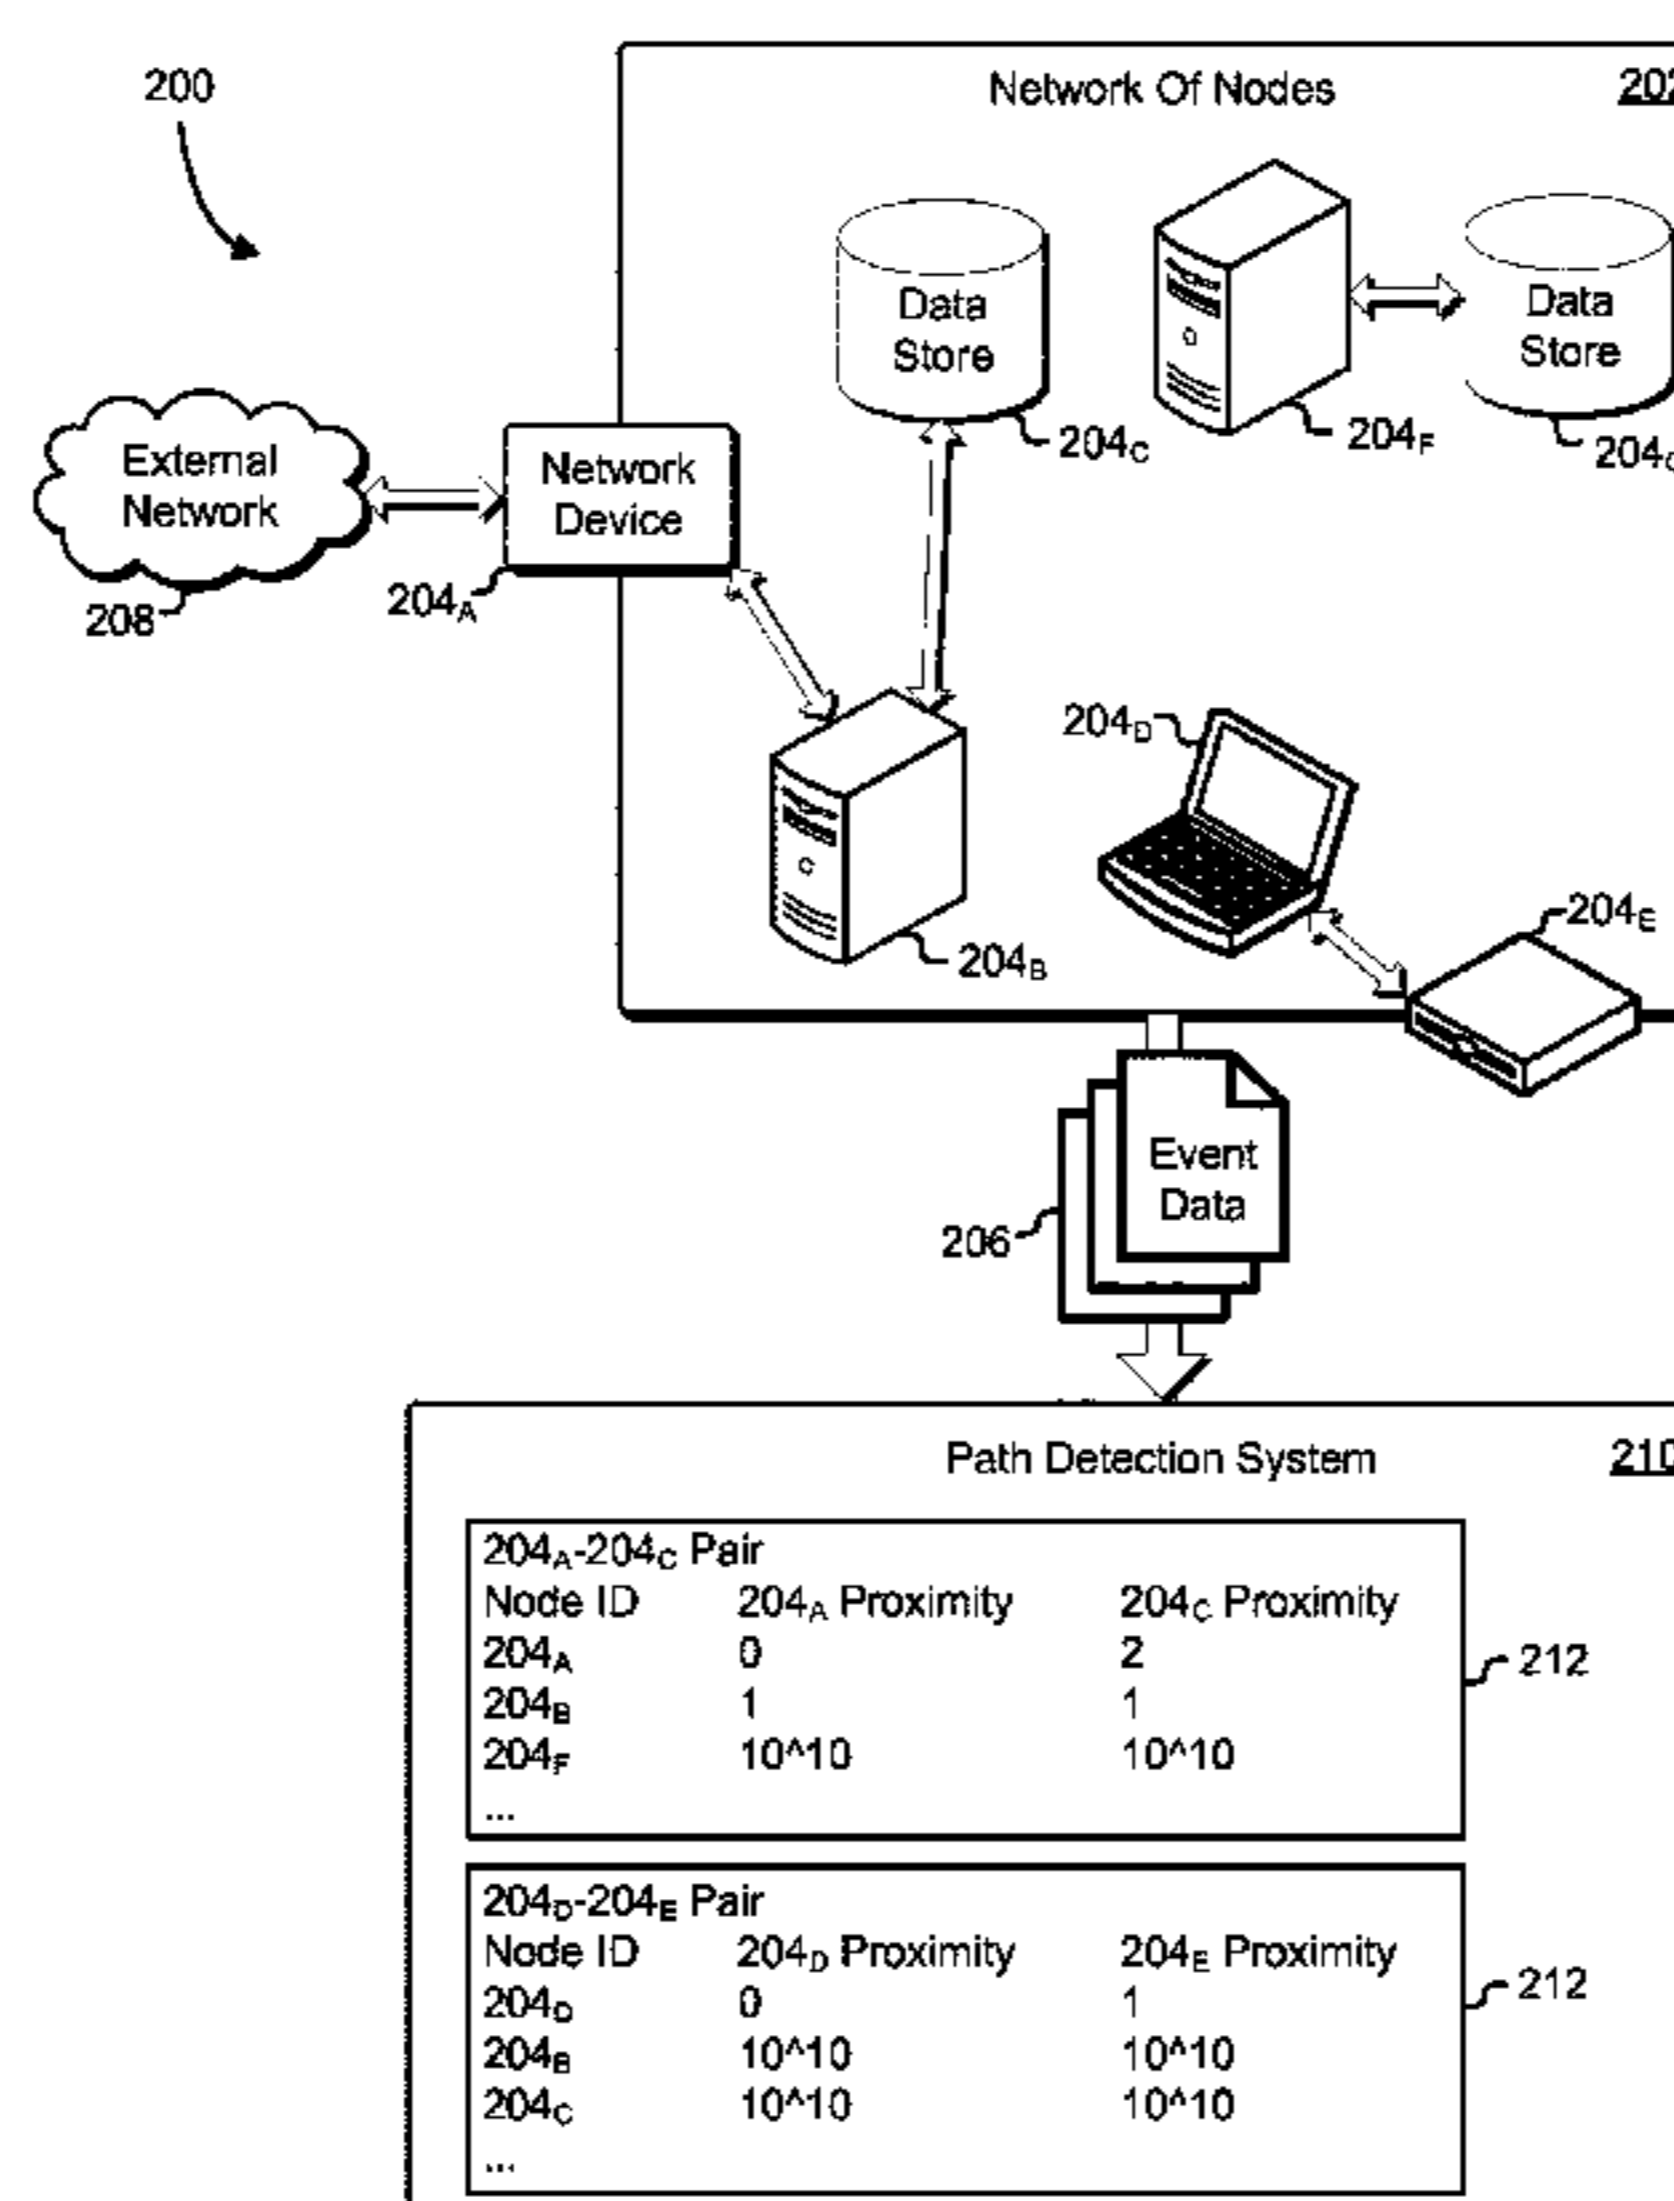 200
Network Of Nodes
202
Data
Store
Data
Store
204C
204F
204G
External
Network
Network
Device
208
204A
204D
204E
204B
Event
Data
206
Path Detection System
210
204A-204C Pair
Node ID 204A Proximity 204C Proximity
204A 0 2
204B 1 1
204F 10^10 10^10
...
212
204D-204E Pair
Node ID 204D Proximity 204E Proximity
204D 0 1
204B 10^10 10^10
204C 10^10 10^10
...
212